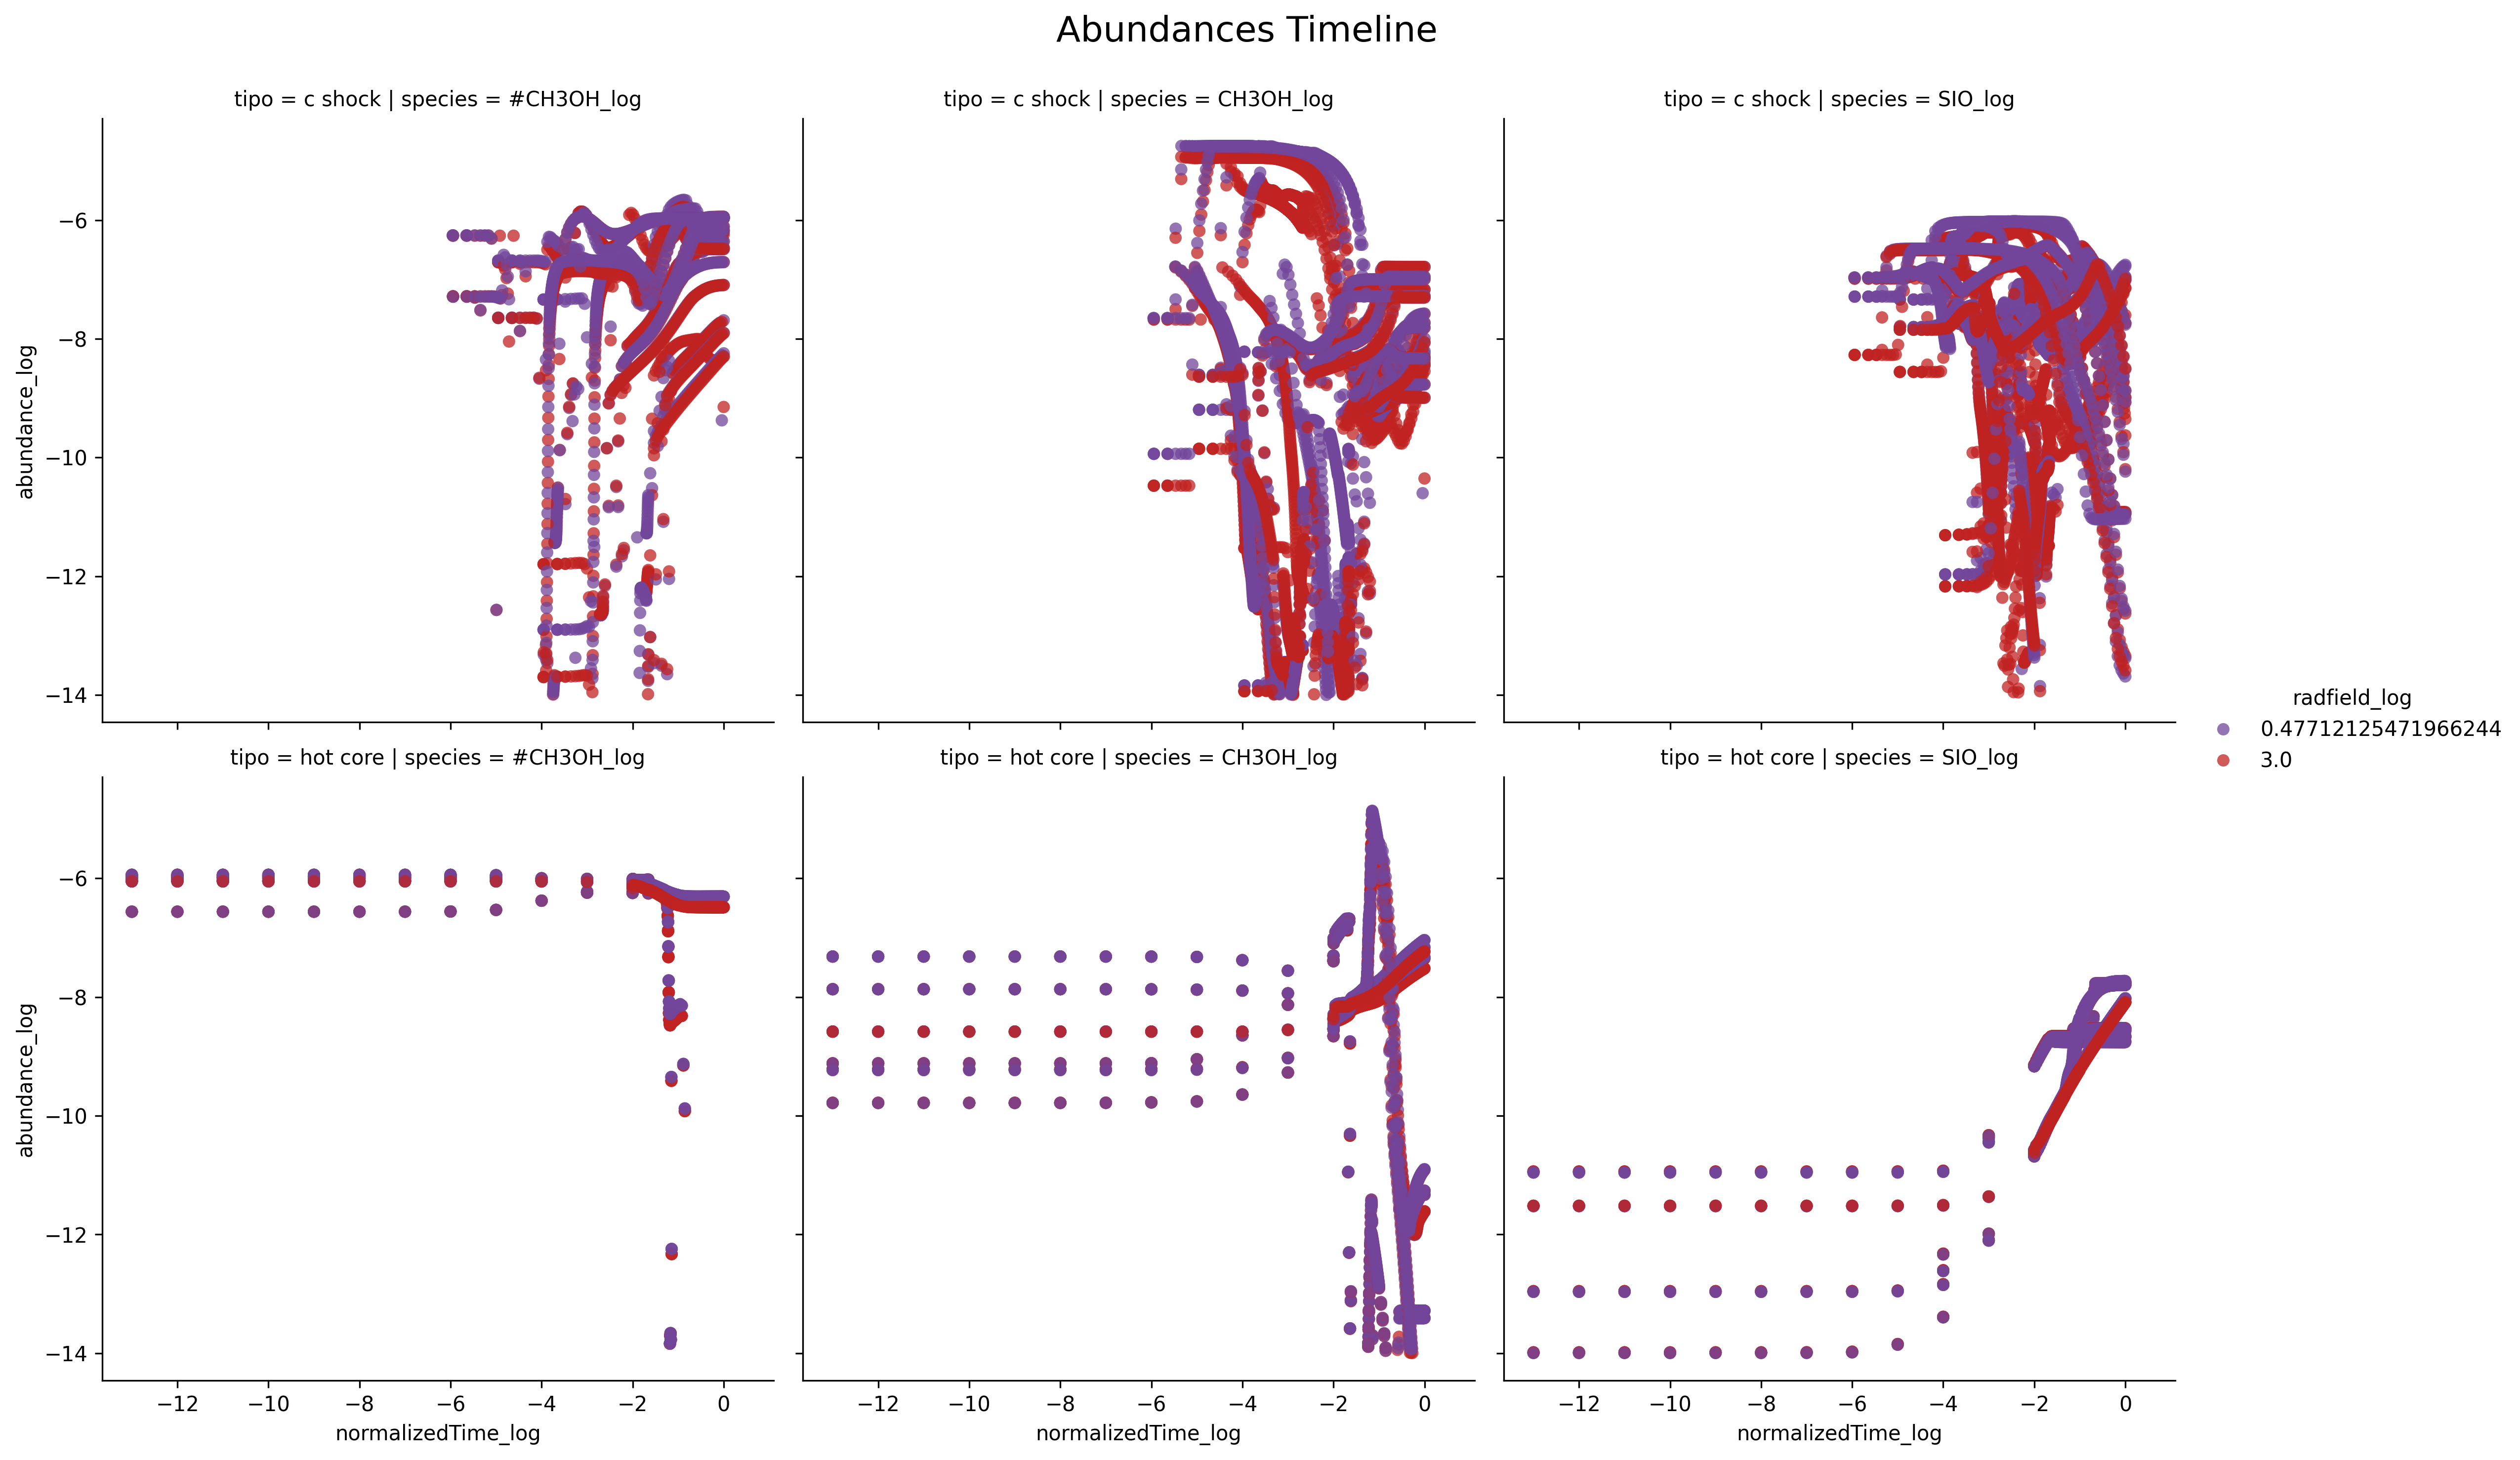 Abundances Timeline
tipo = c shock | species = #CH3OH_log
tipo = c shock | species = CH3OH_log
tipo = c shock | species = SIO_log
abundance_log
−6
−8
−10
−12
−14
radfield_log
0.47712125471966244
3.0
tipo = hot core | species = #CH3OH_log
tipo = hot core | species = CH3OH_log
tipo = hot core | species = SIO_log
abundance_log
−6
−8
−10
−12
−14
−12 −10 −8 −6 −4 −2 0
−12 −10 −8 −6 −4 −2 0
−12 −10 −8 −6 −4 −2 0
normalizedTime_log
normalizedTime_log
normalizedTime_log